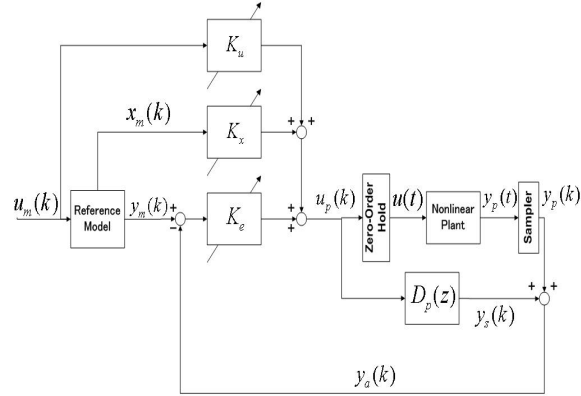 K_u
x_m(k)
K_x
u_m(k)
Reference
Model
y_m(k)
+
−
K_e
+
+
+
+
+
+
u_p(k)
Zero-Order
Hold
u(t)
Nonlinear
Plant
y_p(t)
Sampler
y_p(k)
D_p(z)
y_s(k)
+
+
y_a(k)